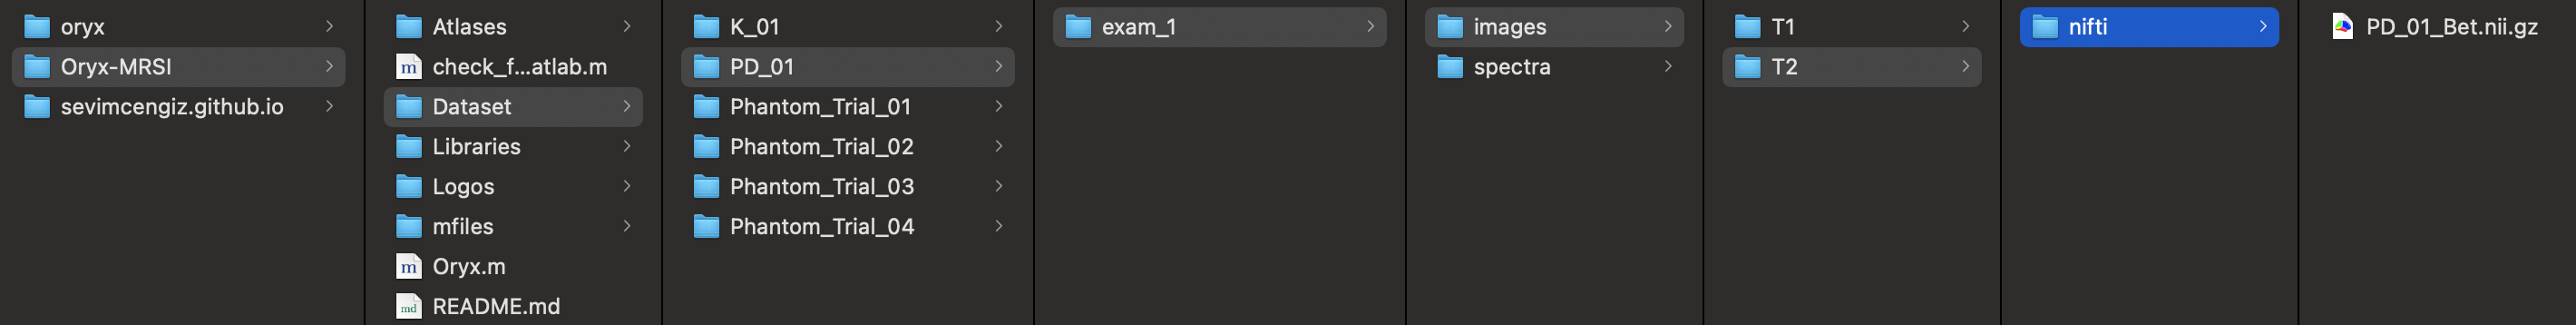 oryx
Oryx-MRSI
sevimcengiz.github.io
Atlases
check_f...atlab.m
Dataset
Libraries
Logos
mfiles
Oryx.m
README.md
K_01
PD_01
Phantom_Trial_01
Phantom_Trial_02
Phantom_Trial_03
Phantom_Trial_04
exam_1
images
spectra
T1
T2
nifti
PD_01_Bet.nii.gz